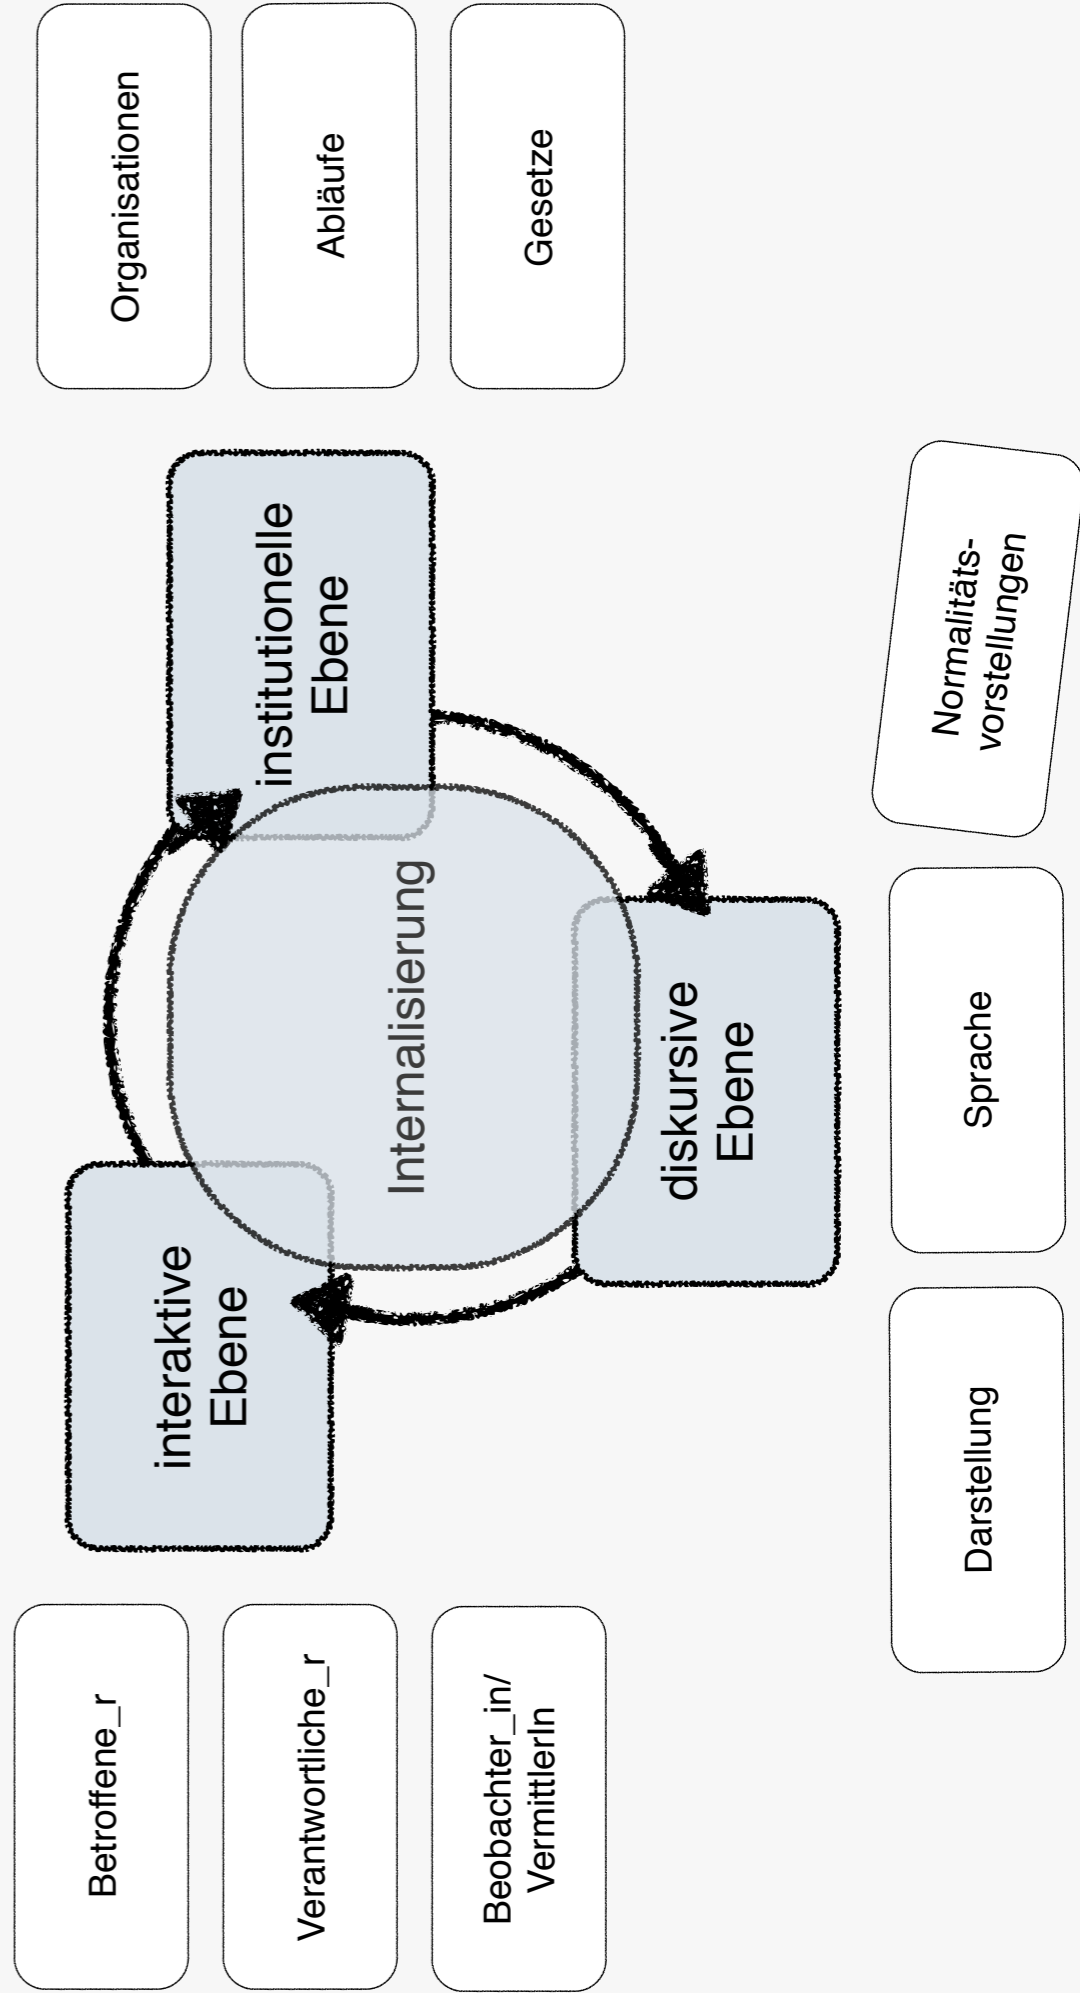 Betroffene_r
Verantwortliche_r
Beobachter_in/
VermittlerIn
interaktive
Ebene
Internalisierung
institutionelle
Ebene
Organisationen
Abläufe
Gesetze
diskursive
Ebene
Darstellung
Sprache
Normalitäts-
vorstellungen